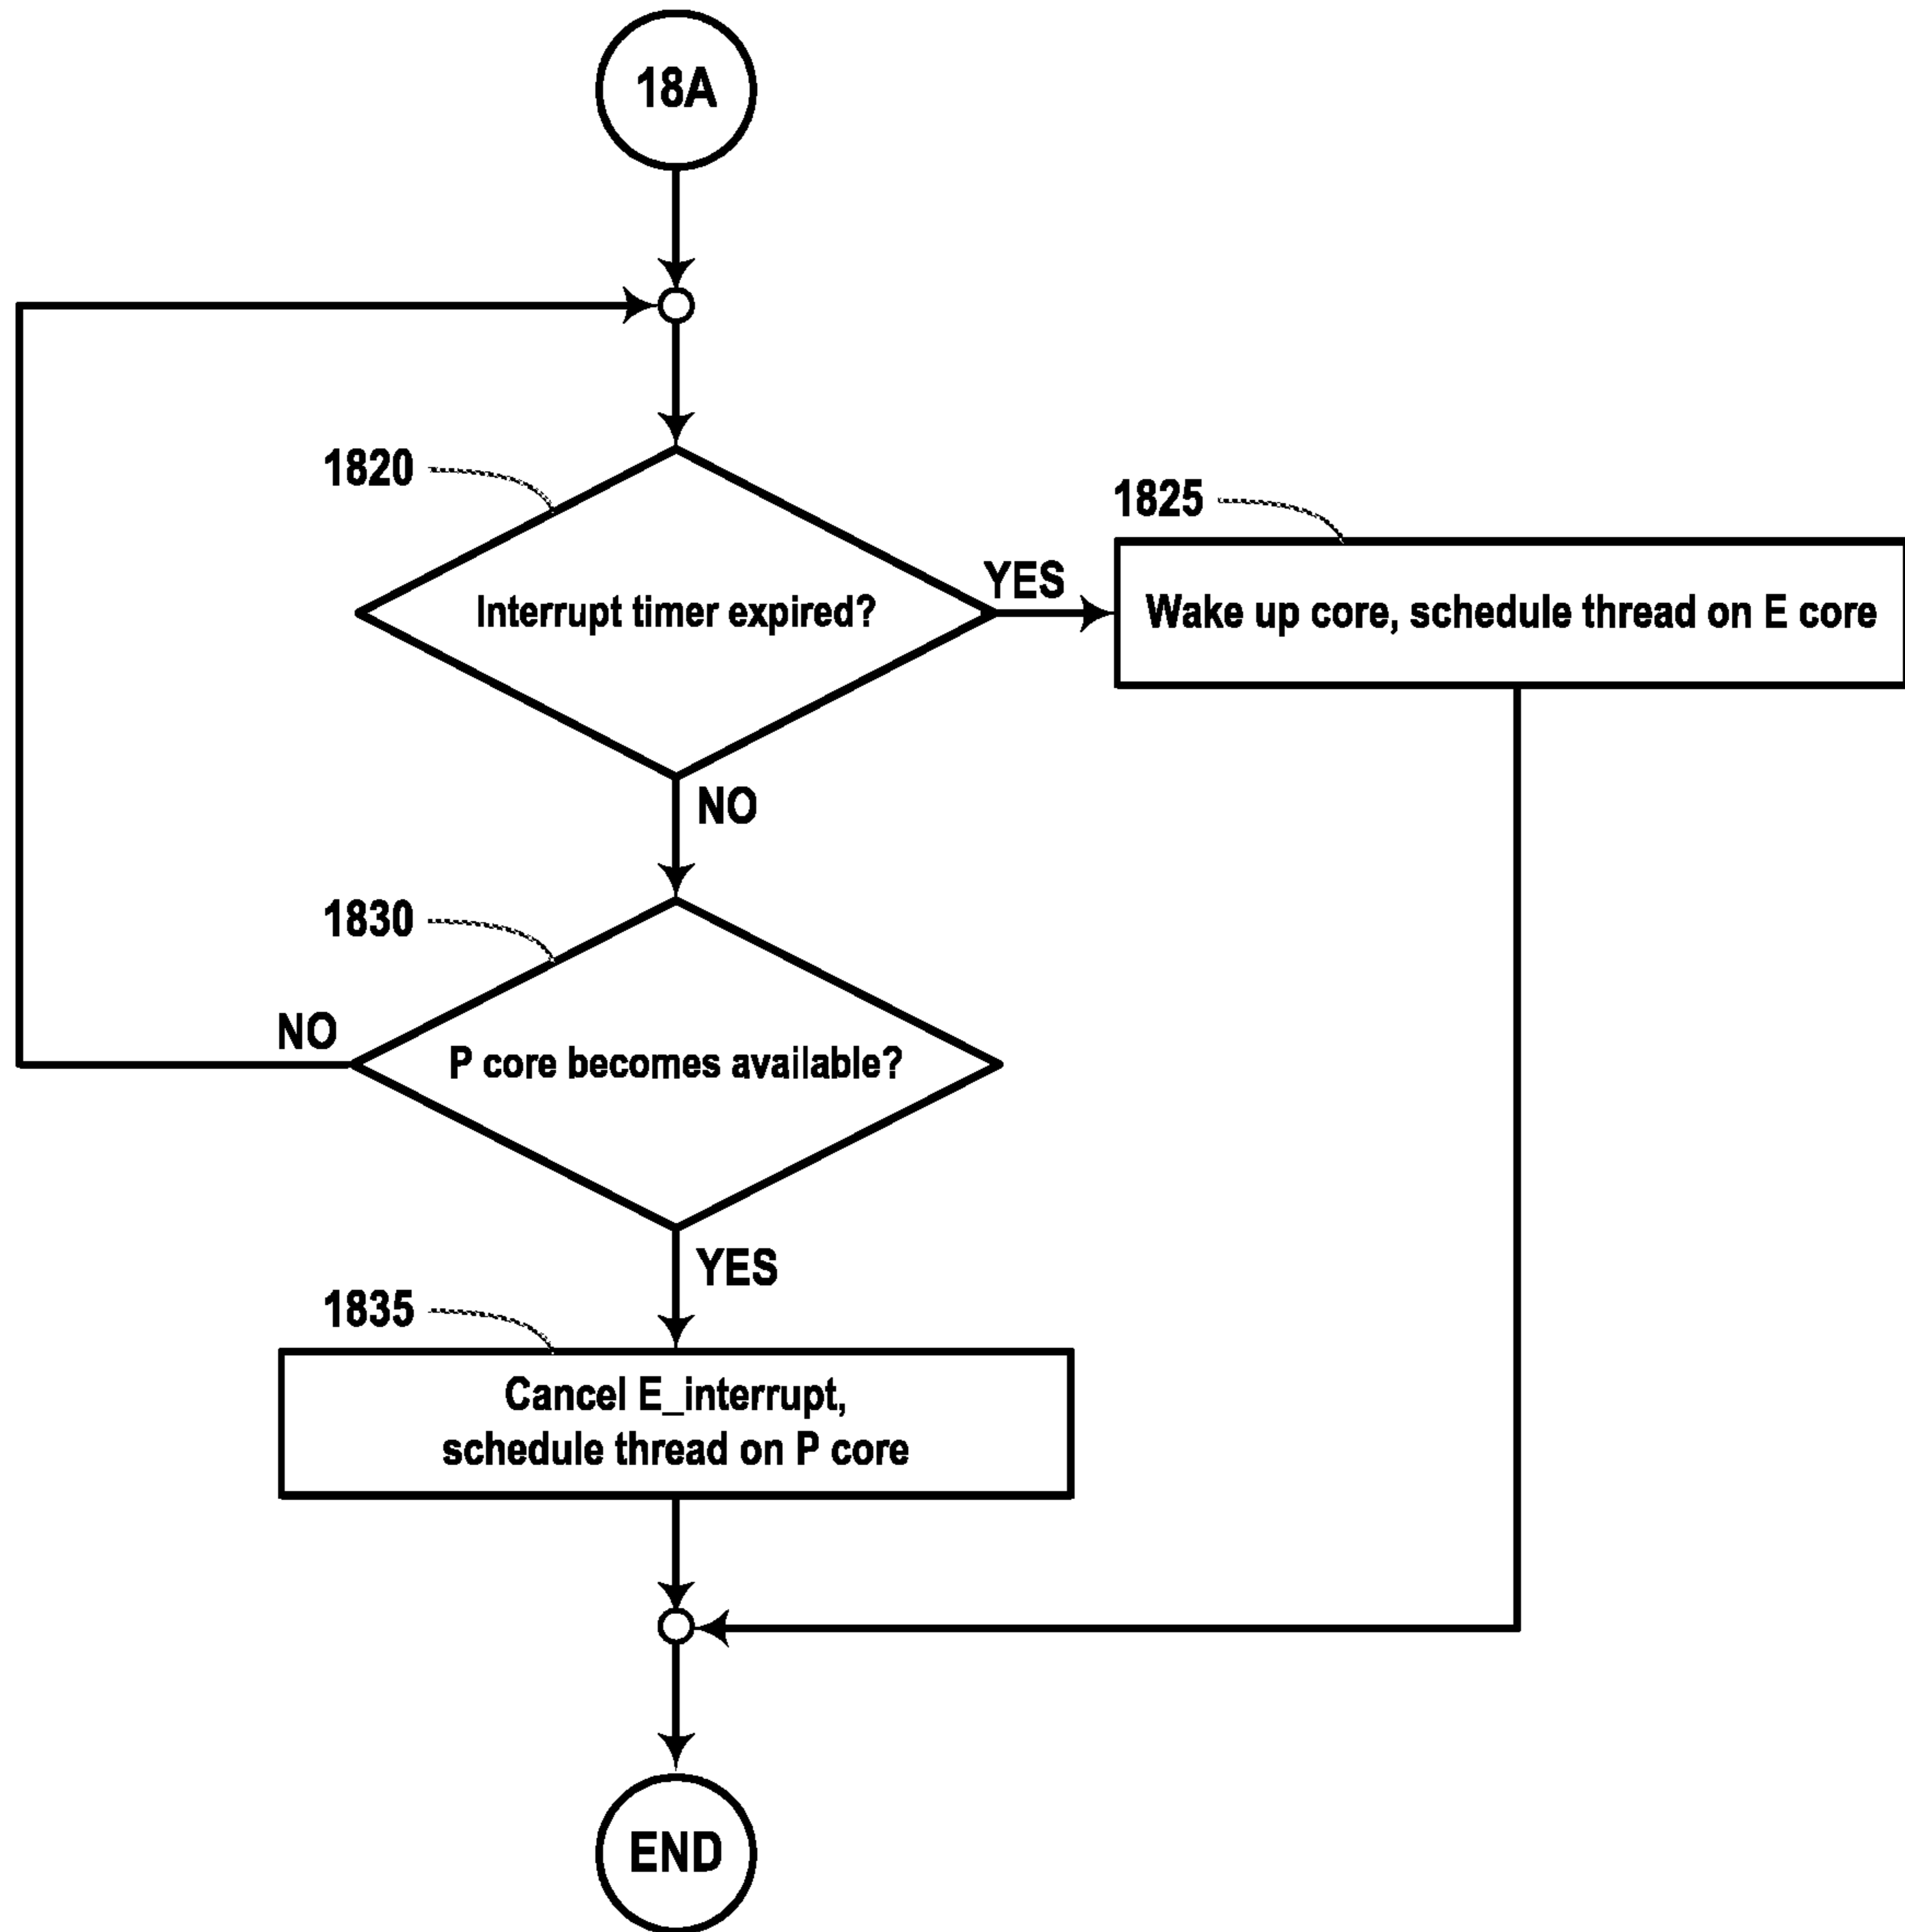 18A
1820
1825
YES
Interrupt timer expired?
Wake up core, schedule thread on E core
NO
1830
NO
P core becomes available?
YES
1835
Cancel E_interrupt,
schedule thread on P core
END